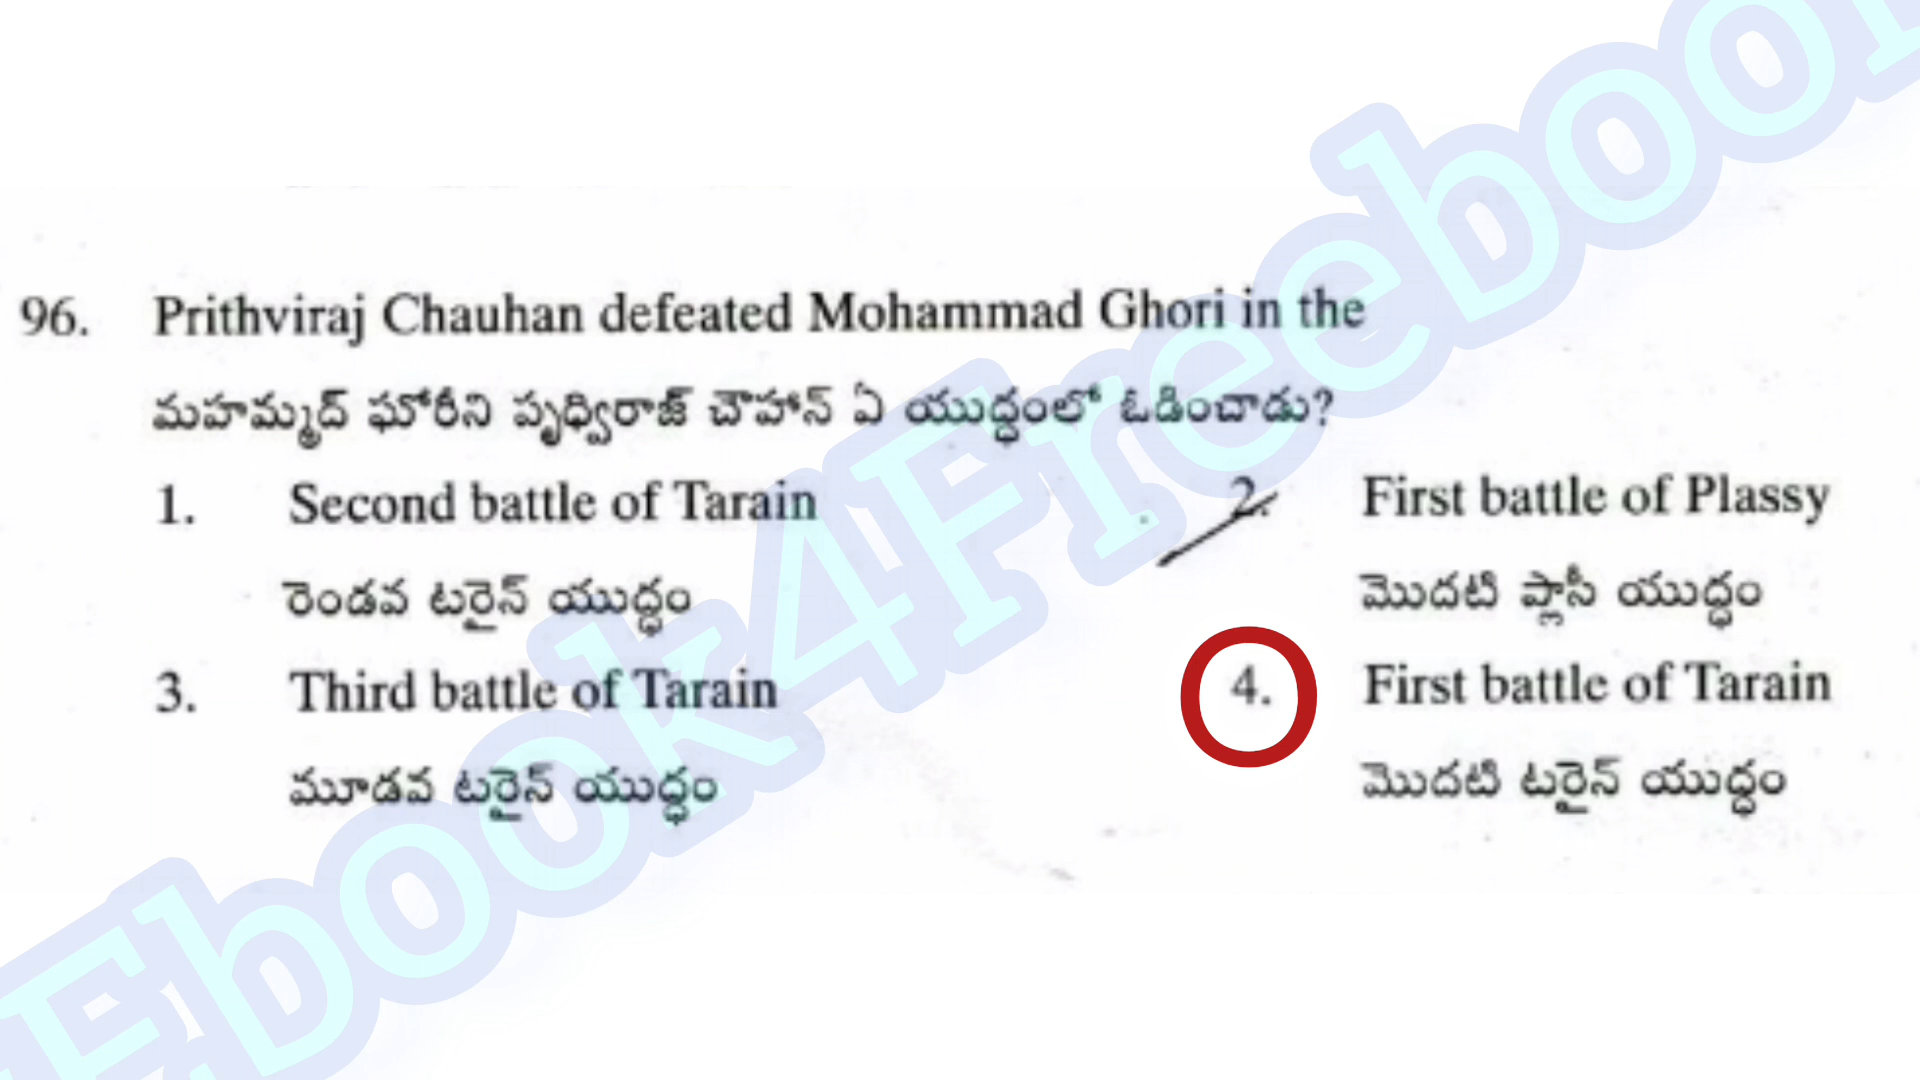 96. Prithviraj Chauhan defeated Mohammad Ghori in the
మహమ్మద్ ఘోరీని పృధ్విరాజ్ చౌహాన్ ఏ యుద్ధంలో ఓడించాడు?
1. Second battle of Tarain 2. First battle of Plassy
రెండవ టరైన్ యుద్ధం మొదటి ప్లాసీ యుద్ధం
3. Third battle of Tarain 4. First battle of Tarain
మూడవ టరైన్ యుద్ధం మొదటి టరైన్ యుద్ధం
Ebook4Freebool